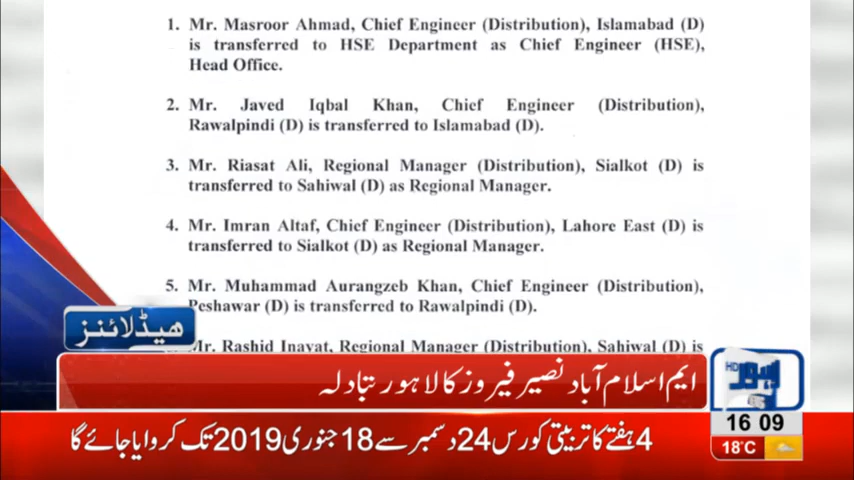 1. Mr. Masroor Ahmad, Chief Engineer (Distribution), Islamabad (D)
is transferred to HSE Department as Chief Engineer (HSE),
Head Office.
2. Mr. Javed Iqbal Khan, Chief Engineer (Distribution),
Rawalpindi (D) is transferred to Islamabad (D).
3. Mr. Riasat Ali, Regional Manager (Distribution), Sialkot (D) is
transferred to Sahiwal (D) as Regional Manager.
4. Mr. Imran Altaf, Chief Engineer (Distribution), Lahore East (D) is
transferred to Sialkot (D) as Regional Manager.
5. Mr. Muhammad Aurangzeb Khan, Chief Engineer (Distribution),
Peshawar (D) is transferred to Rawalpindi (D).
Mr. Rashid Inayat, Regional Manager (Distribution), Sahiwal (D) is
ھیڈلائنز
ایم اسلام آباد نصیر فیروز کا لاہور تبادلہ
HD لاہور
16 09
18°C
4 ہفتے کا تربیتی کورس 24 دسمبر سے 18 جنوری 2019 تک کروایا جائے گا